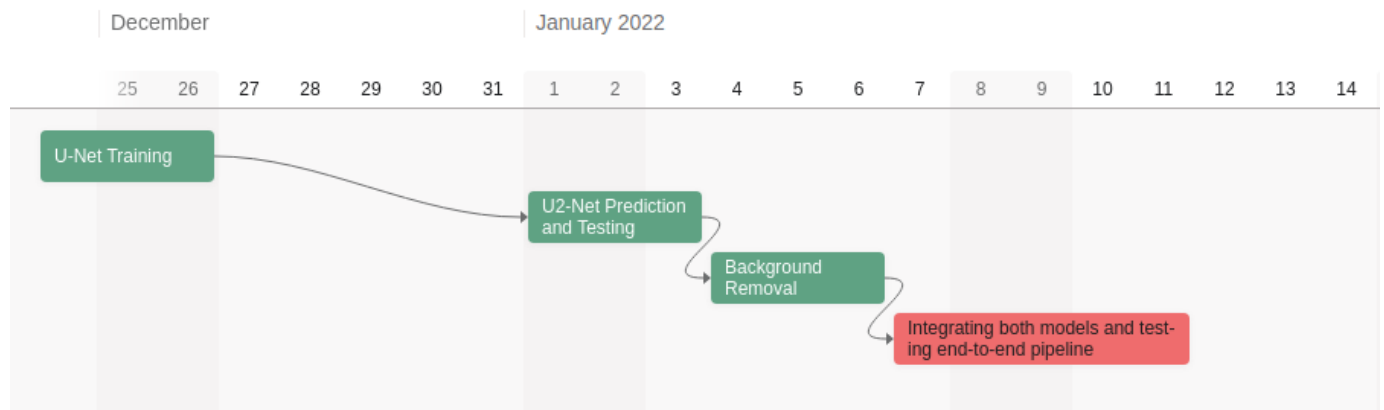 December January 2022
25 26 27 28 29 30 31 1 2 3 4 5 6 7 8 9 10 11 12 13 14
U-Net Training
U2-Net Prediction
and Testing
Background
Removal
Integrating both models and test-
ing end-to-end pipeline